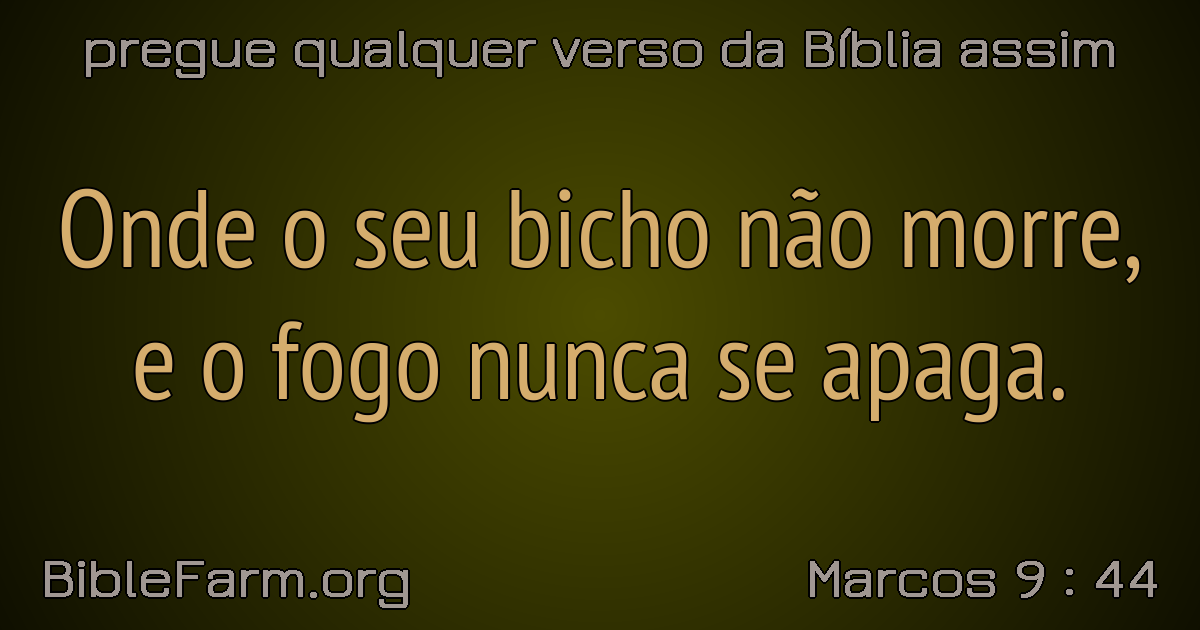 pregue qualquer verso da Bíblia assim
Onde o seu bicho não morre,
e o fogo nunca se apaga.
BibleFarm.org
Marcos 9 : 44